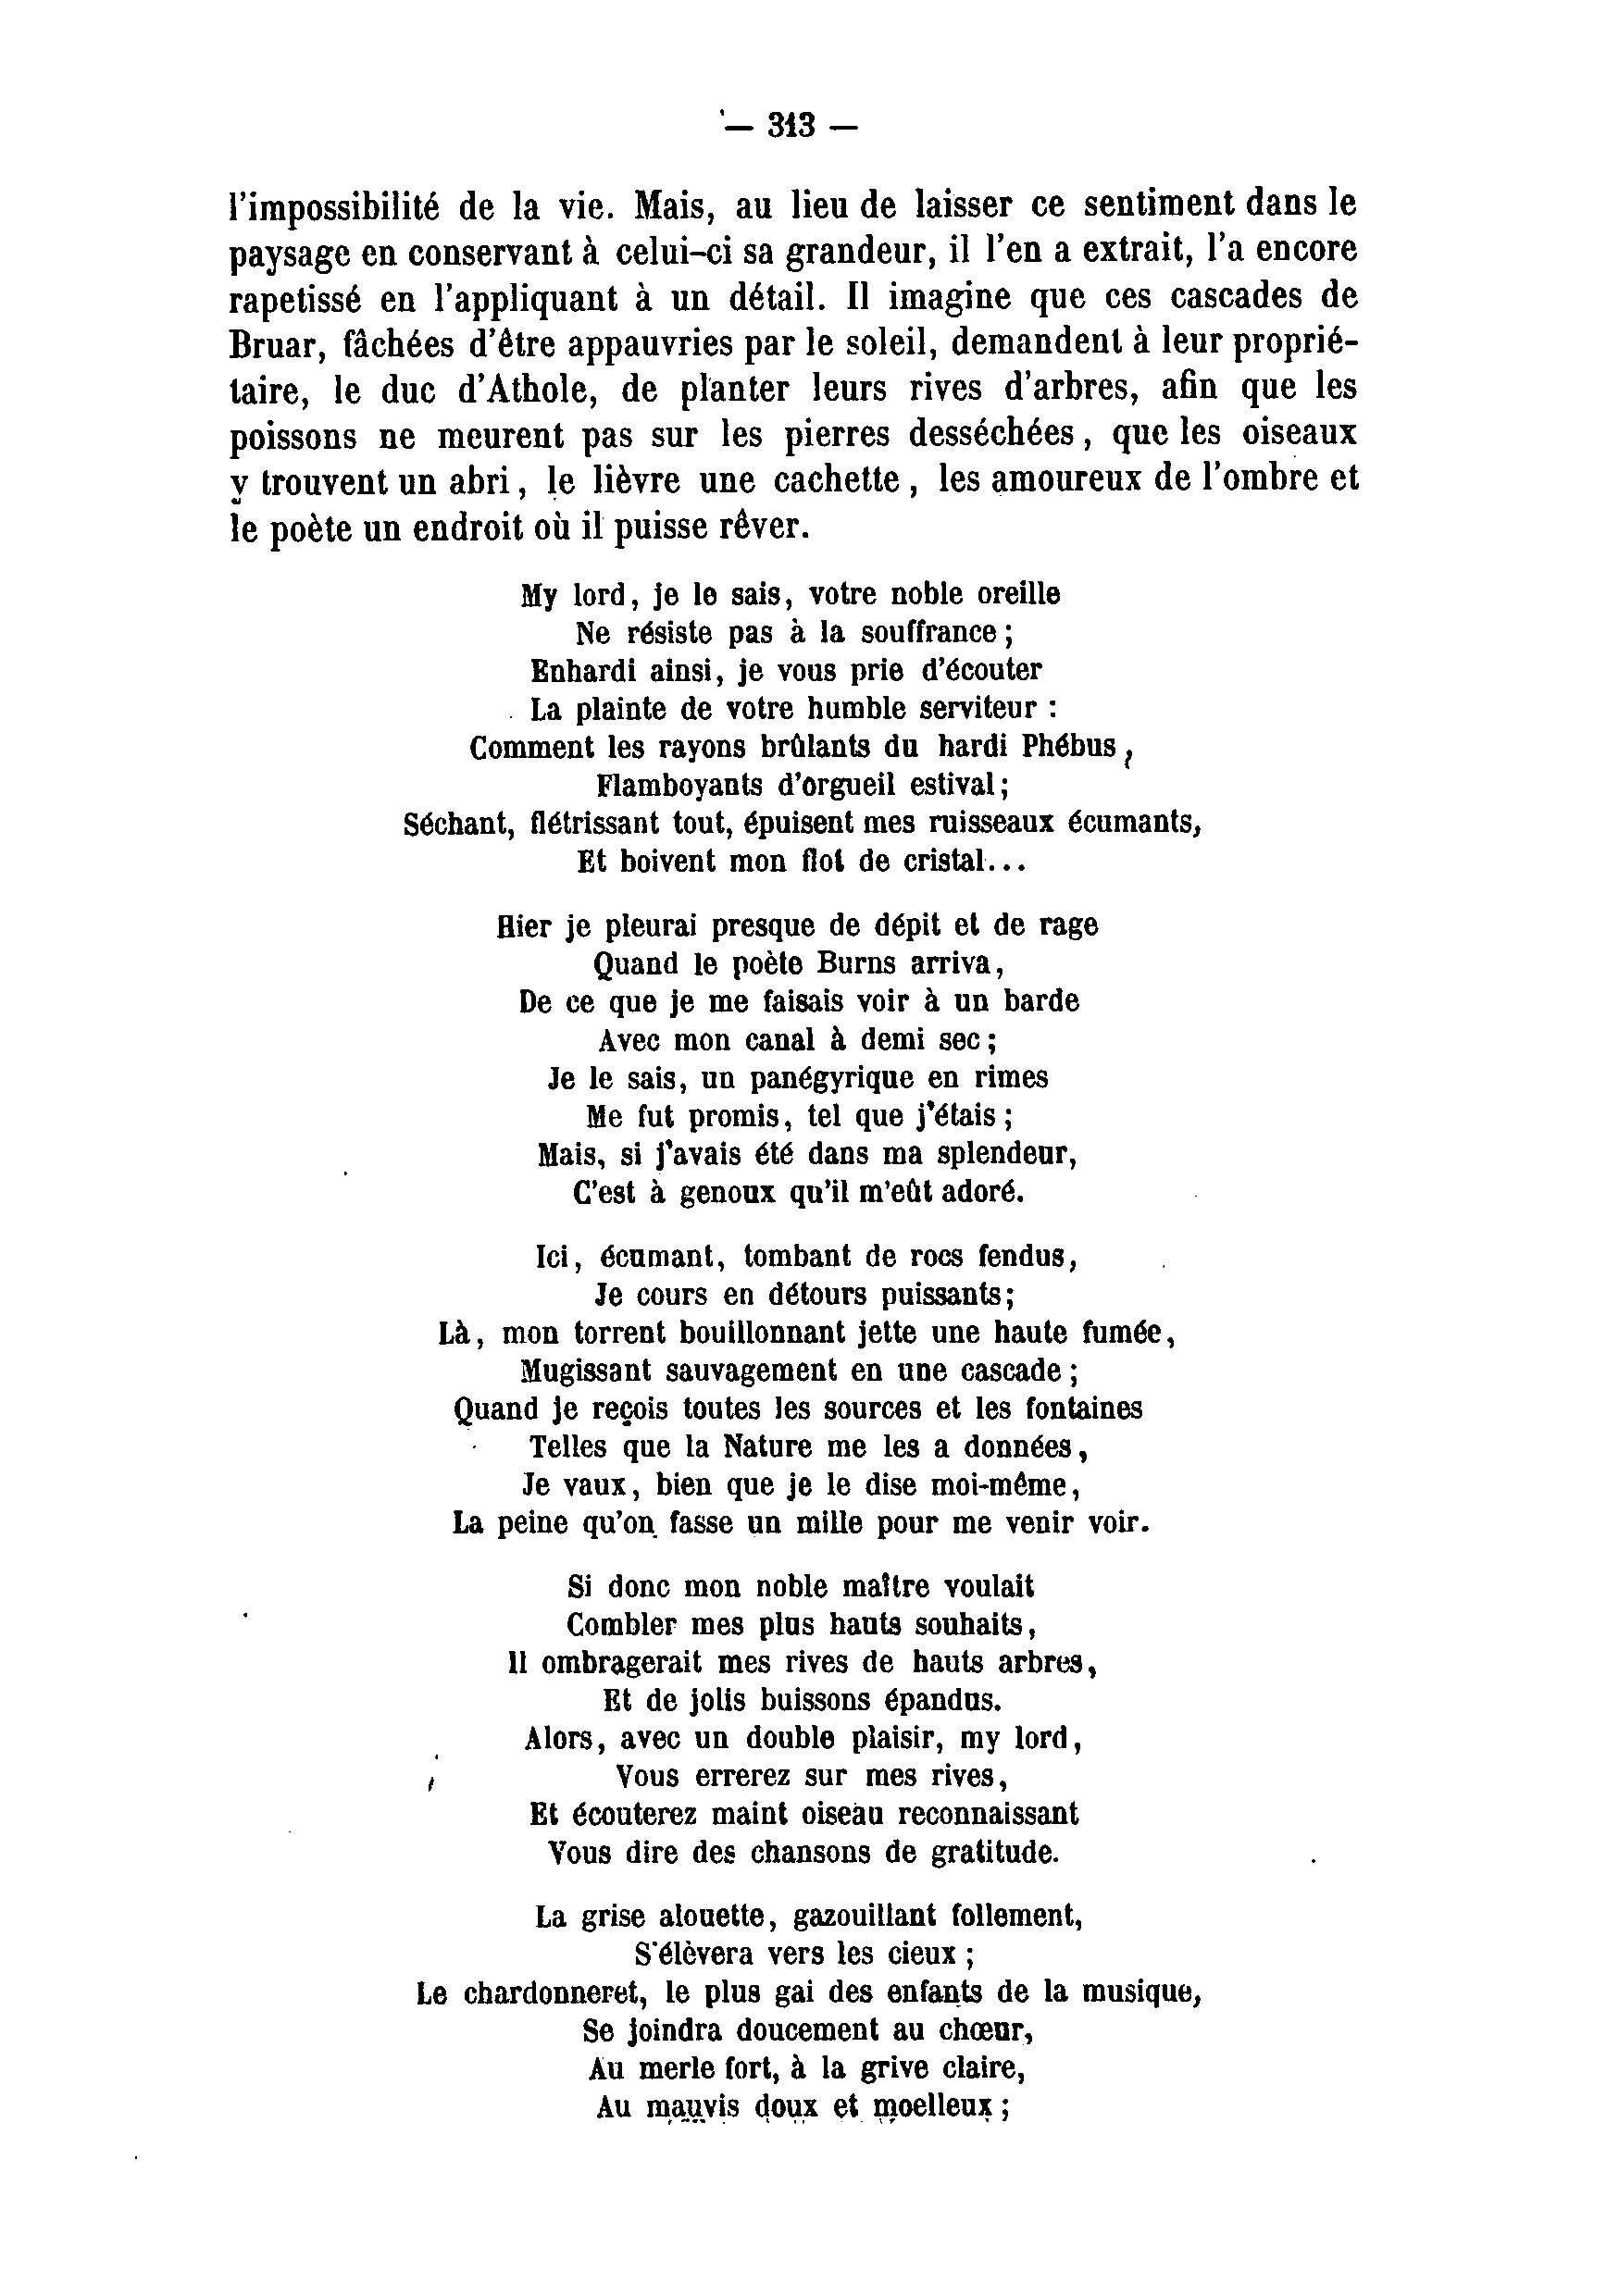 — 313 —
l'impossibilité de la vie. Mais, au lieu de laisser ce sentiment dans le
paysage en conservant à celui-ci sa grandeur, il l'en a extrait, l'a encore
rapetissé en l'appliquant à un détail. Il imagine que ces cascades de
Bruar, fâchées d'être appauvries par le soleil, demandent à leur proprié-
taire, le duc d'Athole, de planter leurs rives d'arbres, afin que les
poissons ne meurent pas sur les pierres desséchées, que les oiseaux
y trouvent un abri, le lièvre une cachette, les amoureux de l'ombre et
le poète un endroit où il puisse rêver.
My lord, je le sais, votre noble oreille
Ne résiste pas à la souffrance;
Enhardi ainsi, je vous prie d'écouter
La plainte de votre humble serviteur :
Comment les rayons brûlants du hardi Phébus,
Flamboyants d'orgueil estival;
Séchant, flétrissant tout, épuisent mes ruisseaux écumants,
Et boivent mon flot de cristal...
Hier je pleurai presque de dépit et de rage
Quand le poète Burns arriva,
De ce que je me faisais voir à un barde
Avec mon canal à demi sec;
Je le sais, un panégyrique en rimes
Me fut promis, tel que j'étais;
Mais, si j'avais été dans ma splendeur,
C'est à genoux qu'il m'eût adoré.
Ici, écumant, tombant de rocs fendus,
Je cours en détours puissants;
Là, mon torrent bouillonnant jette une haute fumée,
Mugissant sauvagement en une cascade;
Quand je reçois toutes les sources et les fontaines
Telles que la Nature me les a données,
Je vaux, bien que je le dise moi-même,
La peine qu'on fasse un mille pour me venir voir.
Si donc mon noble maître voulait
Combler mes plus hauts souhaits,
Il ombragerait mes rives de hauts arbres,
Et de jolis buissons épandus.
Alors, avec un double plaisir, my lord,
Vous errerez sur mes rives,
Et écouterez maint oiseau reconnaissant
Vous dire des chansons de gratitude.
La grise alouette, gazouillant follement,
S'élèvera vers les cieux;
Le chardonneret, le plus gai des enfants de la musique,
Se joindra doucement au chœur,
Au merle fort, à la grive claire,
Au mauvis doux et moelleux;